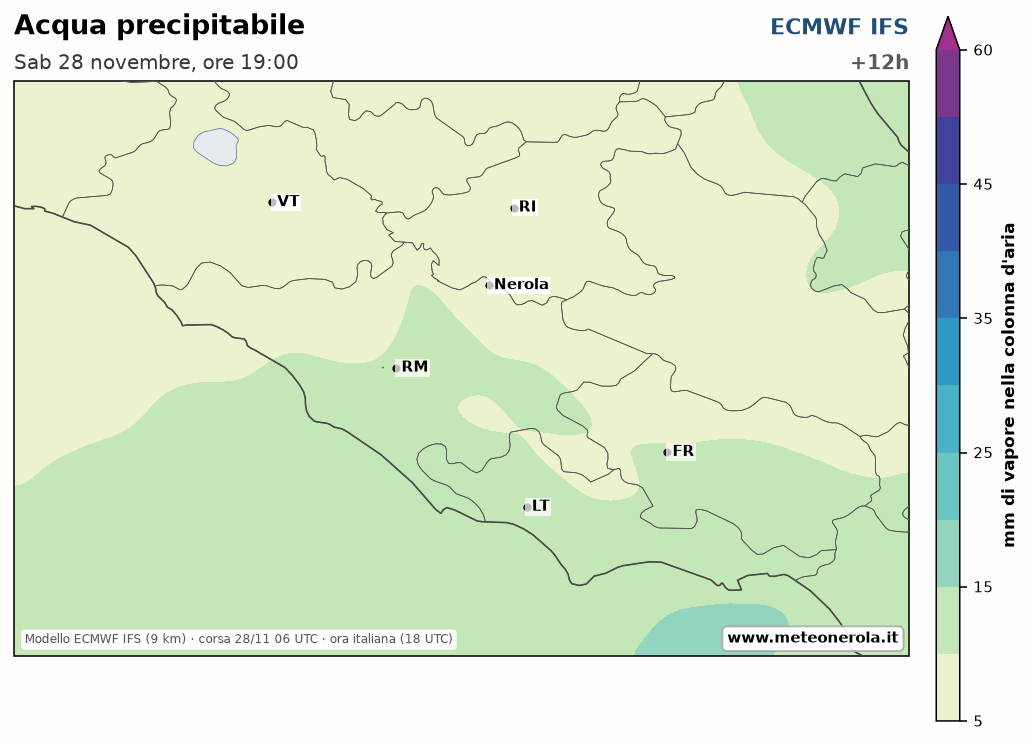 Acqua precipitabile
ECMWF IFS
Sab 28 novembre, ore 19:00
+12h
60
45
35
25
15
5
mm di vapore nella colonna d'aria
VT
RI
Nerola
RM
FR
LT
Modello ECMWF IFS (9 km) · corsa 28/11 06 UTC · ora italiana (18 UTC)
www.meteonerola.it